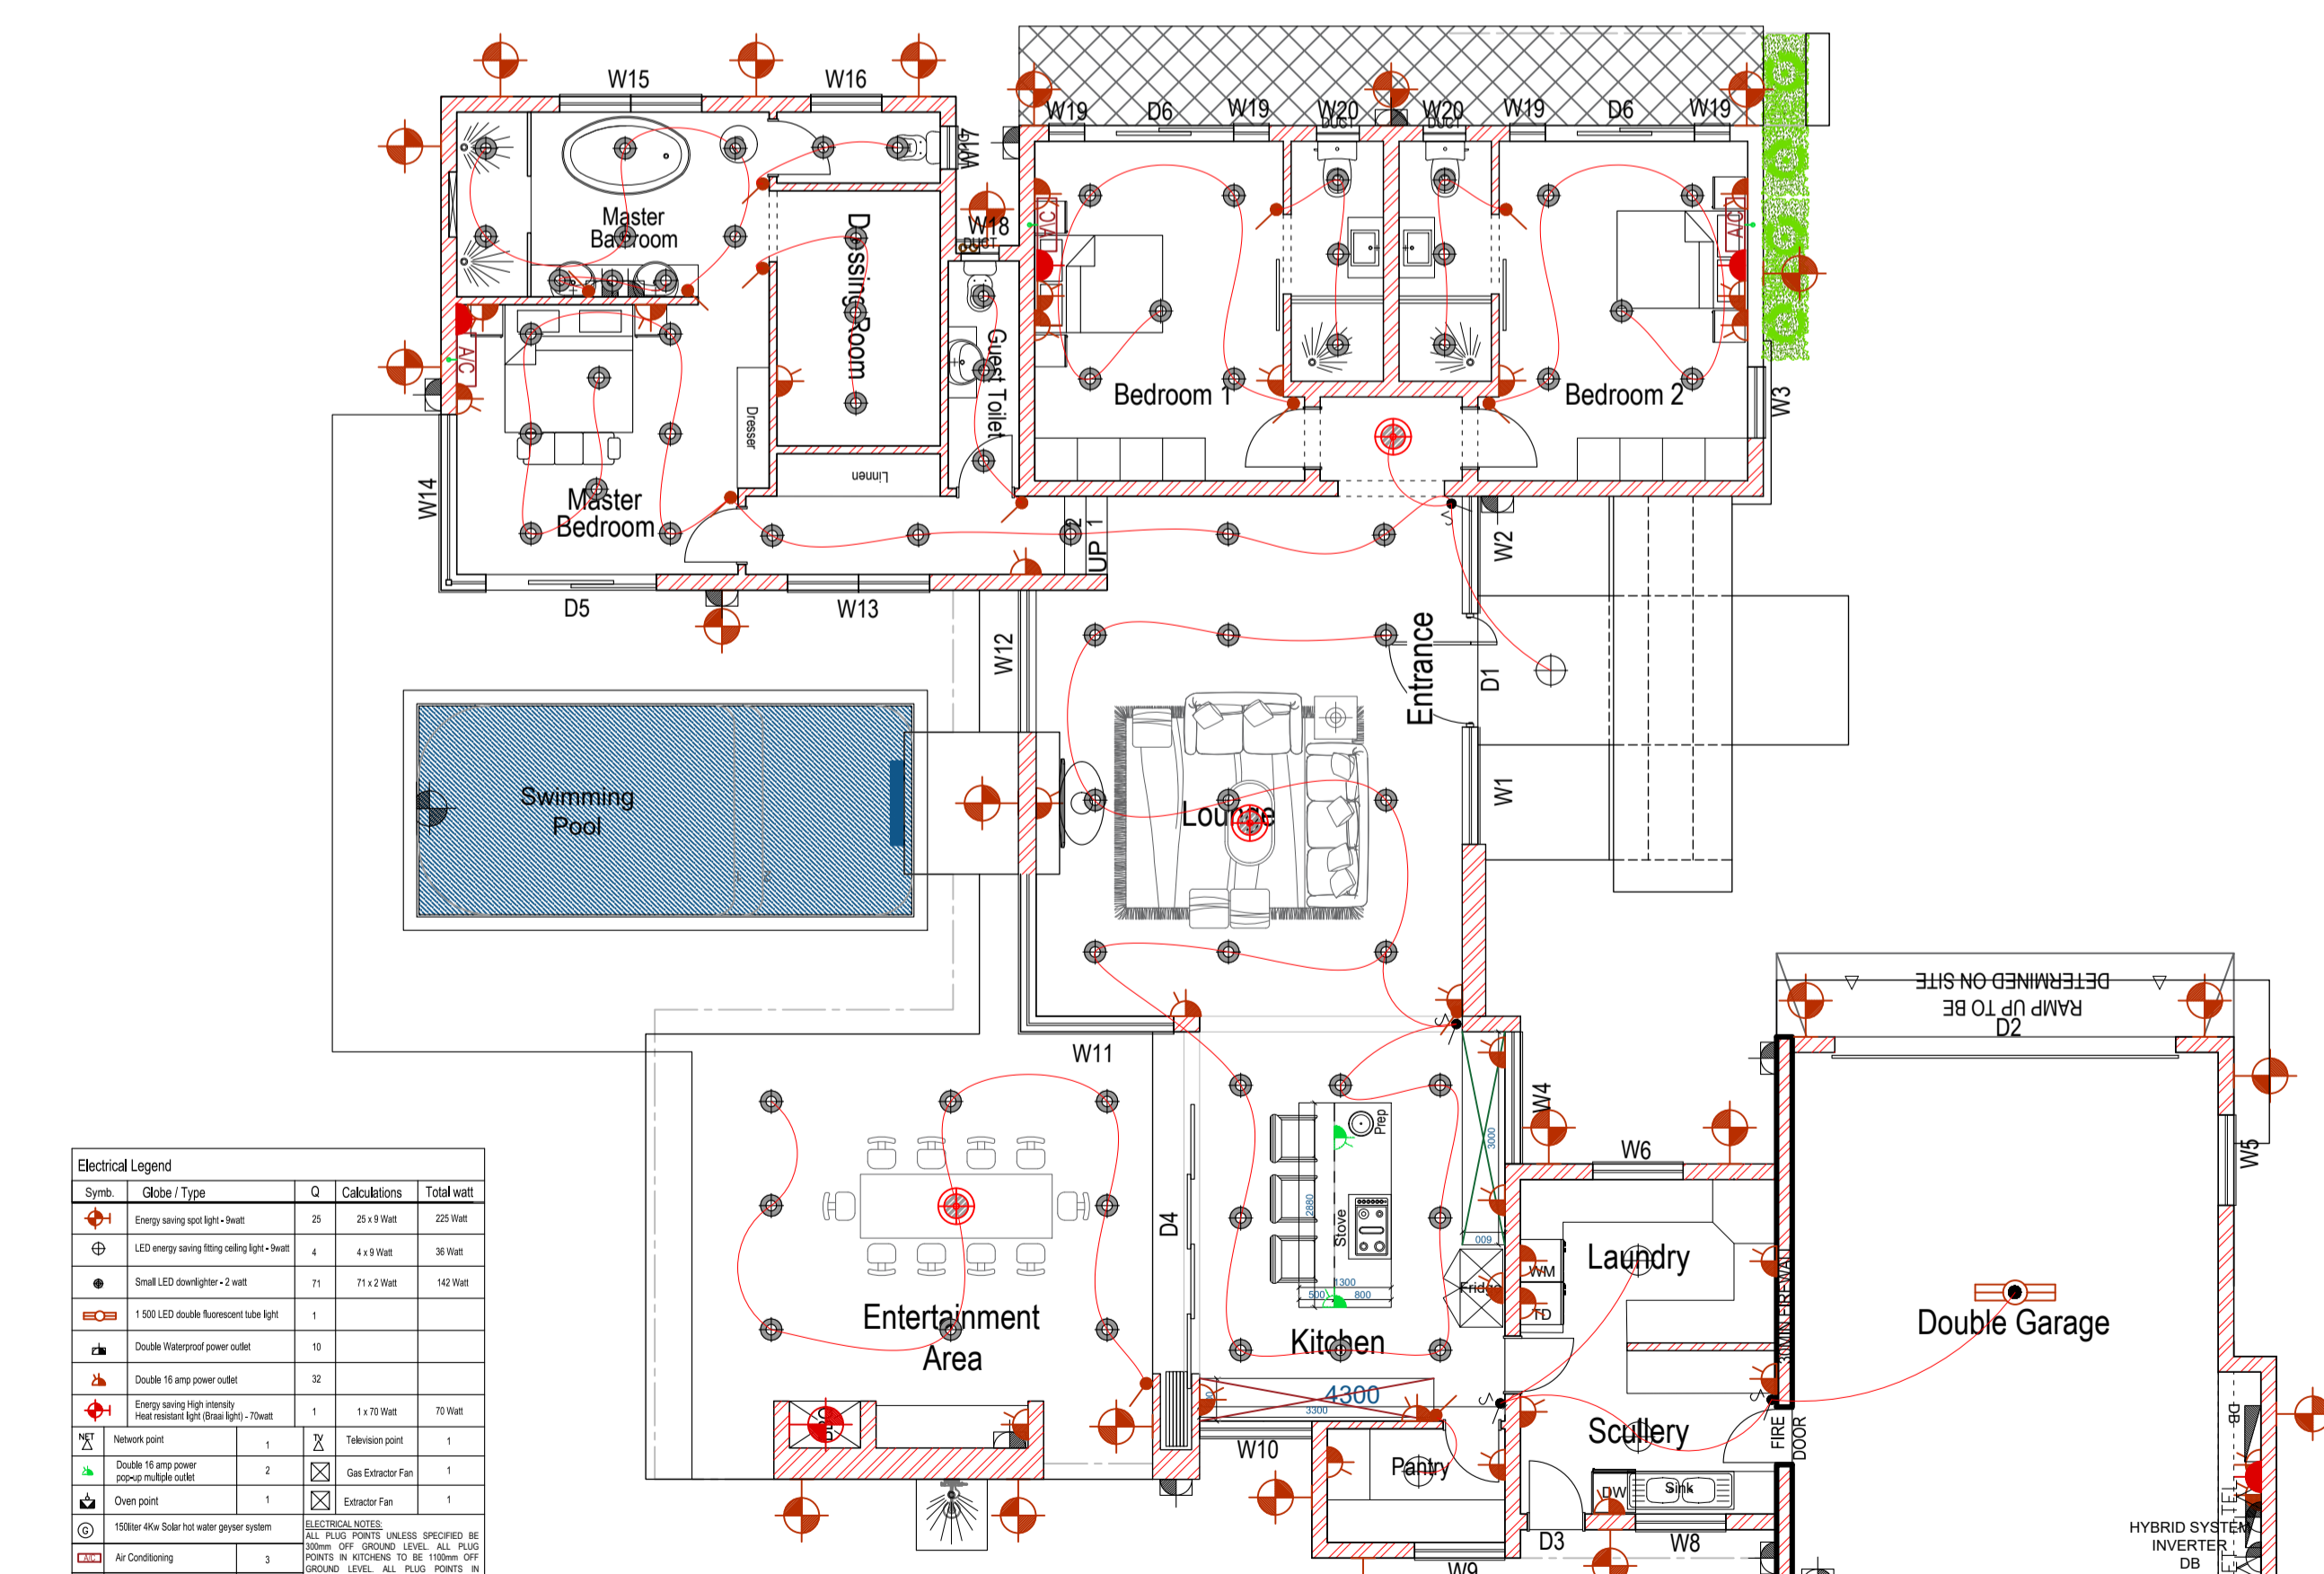 W15
W16
W17
W19
D6
W19
W20
W20
W19
D6
W19
DUCT
DUCT
Master
Bathroom
Dressing Room
W18
DUCT
A/C
A/C
A/C
Guest Toilet
Bedroom 1
Bedroom 2
W3
Dresser
Linnen
W14
Master
Bedroom
2
1
UP
W2
D5
W13
W12
Entrance
D1
Swimming
Pool
Lounge
W1
RAMP UP TO BE
DETERMINED ON SITE
D2
W11
W4
W6
W5
Prep
3000
2880
Stove
D4
600
1300
500
800
Fridge
WM
TD
Laundry
30MIN FIREWALL
Double Garage
Entertainment
Area
Kitchen
4300
3300
W10
Pantry
Scullery
FIRE
DOOR
DB
DW
Sink
D3
W8
W9
HYBRID SYSTEM
INVERTER
DB
Electrical Legend
Symb. Globe / Type Q Calculations Total watt
Energy saving spot light - 9watt 25 25 x 9 Watt 225 Watt
LED energy saving fitting ceiling light - 9watt 4 4 x 9 Watt 36 Watt
Small LED downlighter - 2 watt 71 71 x 2 Watt 142 Watt
1 500 LED double fluorescent tube light 1
Double Waterproof power outlet 10
Double 16 amp power outlet 32
Energy saving High intensity
Heat resistant light (Braai light) - 70watt 1 1 x 70 Watt 70 Watt
NET Network point 1 TV Television point 1
Double 16 amp power
pop-up multiple outlet 2 Gas Extractor Fan 1
Oven point 1 Extractor Fan 1
G 150liter 4Kw Solar hot water geyser system
A/C Air Conditioning 3
ELECTRICAL NOTES:
ALL PLUG POINTS UNLESS SPECIFIED BE
300mm OFF GROUND LEVEL. ALL PLUG
POINTS IN KITCHENS TO BE 1100mm OFF
GROUND LEVEL. ALL PLUG POINTS IN